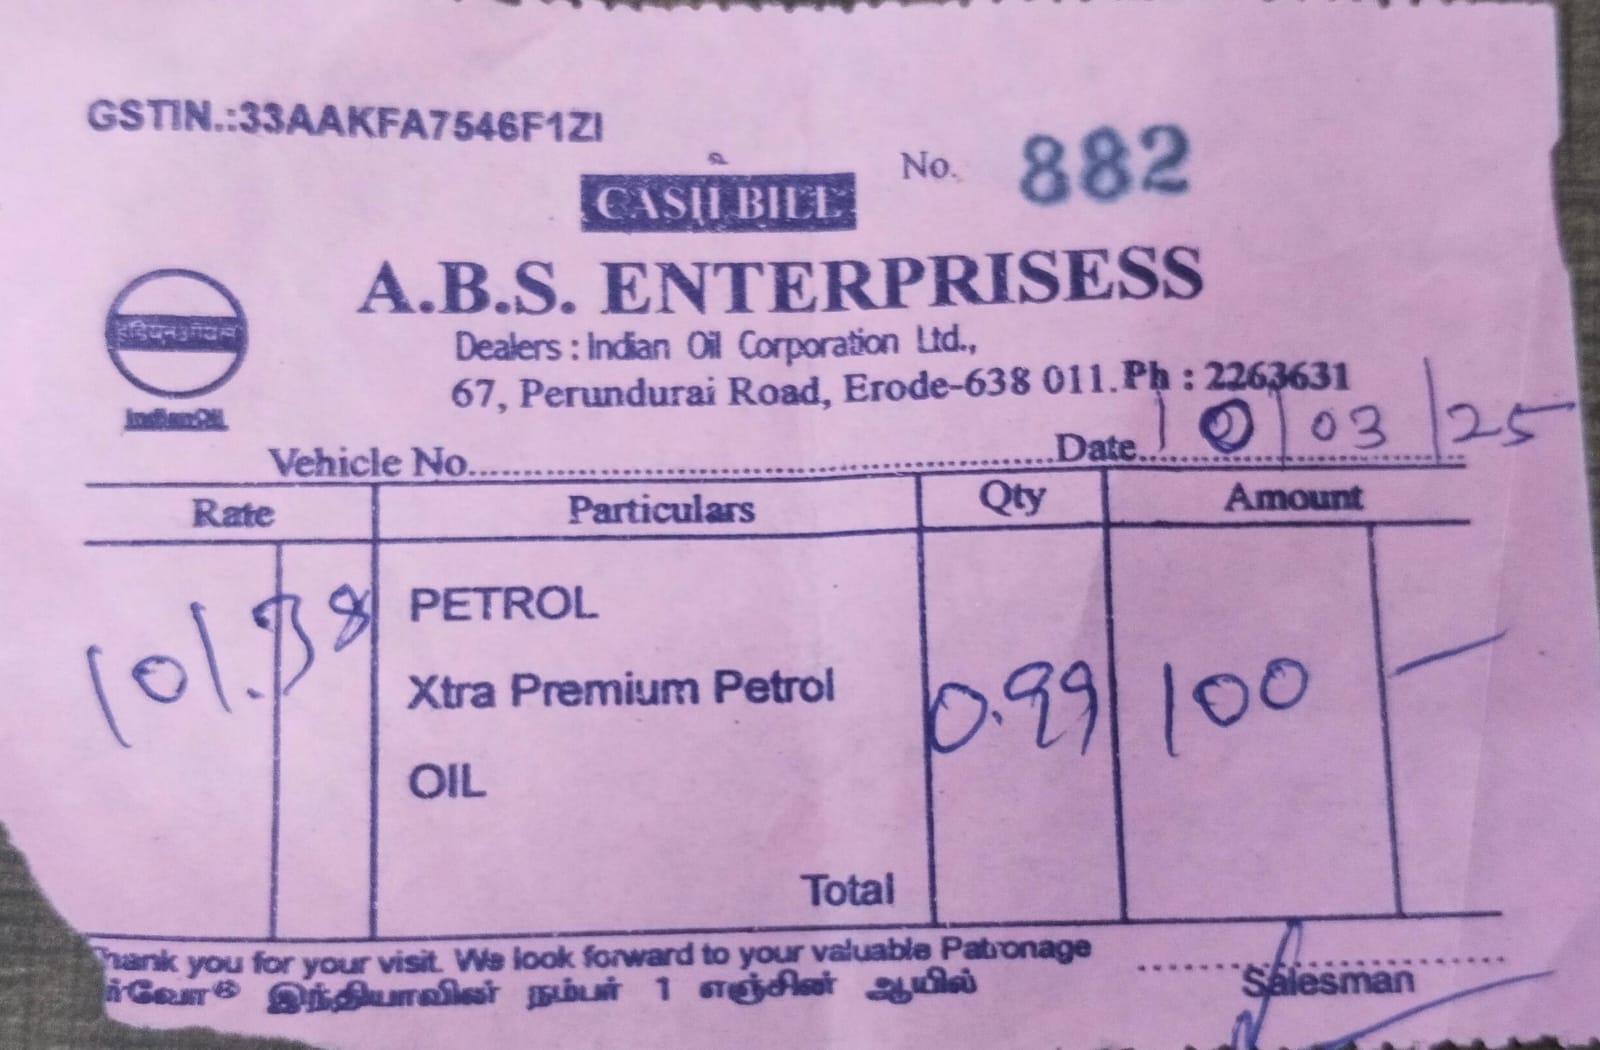 GSTIN.:33AAKFA7546F1ZI
உ
CASH BILL
No. 882
A.B.S. ENTERPRISESS
Dealers : Indian Oil Corporation Ltd.,
67, Perundurai Road, Erode-638 011. Ph : 2263631
इंडियनऑयल
IndianOil
Vehicle No. Date 10/03/25
Rate Particulars Qty Amount
PETROL
101.38 Xtra Premium Petrol 0.99 100 —
OIL
Total
hank you for your visit. We look forward to your valuable Patronage
ர்வோ® இந்தியாவின் நம்பர் 1 எஞ்சின் ஆயில்
Salesman